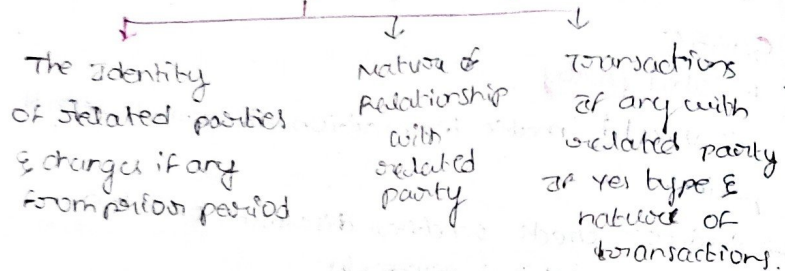 The Identity
of related parties
& changes if any
from prior period
Nature of
Relationship
with
related
party
Transactions
If any with
related party
If yes type &
nature of
transactions.